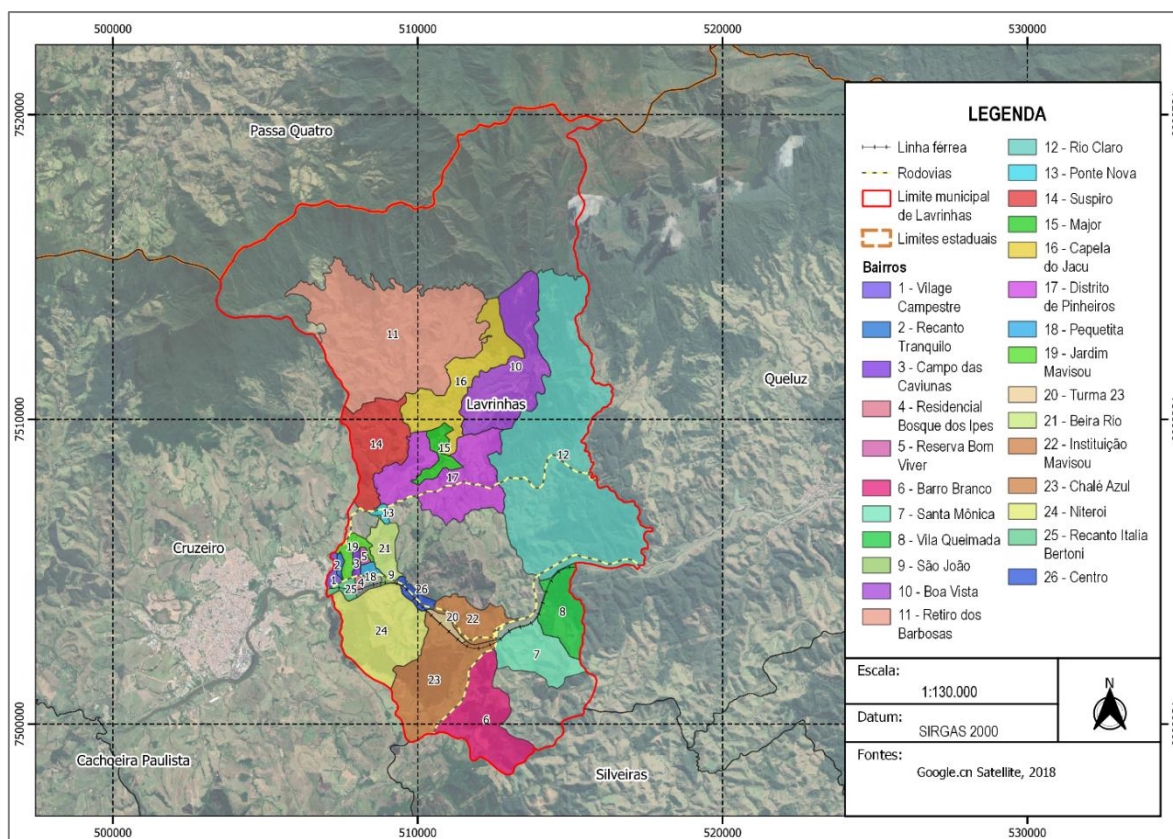 500000
510000
520000
530000
7520000
Passa Quatro
7510000
11
10
16
Lavrinhas
Queluz
14
15
12
17
13
Cruzeiro
19
21
2
5
3
1
18
4
25
9
26
24
20
22
8
7
23
6
7500000
Cachoeira Paulista
Silveiras
500000
510000
520000
530000
LEGENDA
Linha férrea
Rodovias
Limite municipal
de Lavrinhas
Limites estaduais
Bairros
1 - Vilage
Campestre
2 - Recanto
Tranquilo
3 - Campo das
Caviunas
4 - Residencial
Bosque dos Ipes
5 - Reserva Bom
Viver
6 - Barro Branco
7 - Santa Mônica
8 - Vila Queimada
9 - São João
10 - Boa Vista
11 - Retiro dos
Barbosas
12 - Rio Claro
13 - Ponte Nova
14 - Suspiro
15 - Major
16 - Capela
do Jacu
17 - Distrito
de Pinheiros
18 - Pequetita
19 - Jardim
Mavisou
20 - Turma 23
21 - Beira Rio
22 - Instituição
Mavisou
23 - Chalé Azul
24 - Niteroi
25 - Recanto Italia
Bertoni
26 - Centro
Escala:
1:130.000
Datum:
SIRGAS 2000
N
Fontes:
Google.cn Satellite, 2018